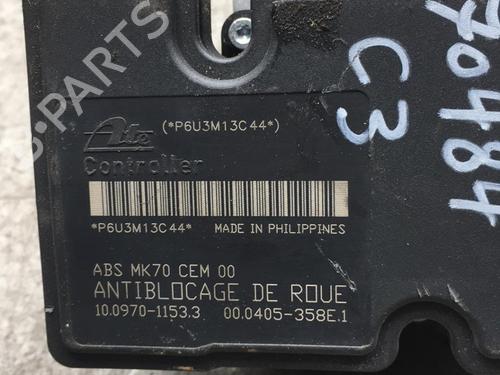 (*P6U3M13C44*)
Ate
Controller
*P6U3M13C44* MADE IN PHILIPPINES
ABS MK70 CEM 00
ANTIBLOCAGE DE ROUE
10.0970-1153.3 00.0405-358E.1
90484
C3
B-PARTS